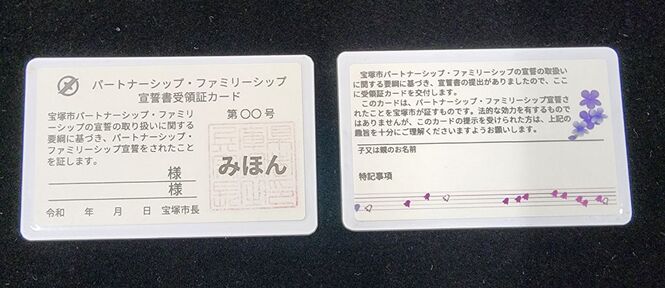 パートナーシップ・ファミリーシップ
宣誓書受領証カード
宝塚市パートナーシップ・ファミリ
ーシップの宣誓の取り扱いに関する
要綱に基づき、パートナーシップ・
ファミリーシップ宣誓をされたこと
を証します。
第〇〇号
様
様
みほん
令和 年 月 日 宝塚市長
宝塚市パートナーシップ・ファミリーシップの宣誓の取扱い
に関する要綱に基づき、宣誓書の提出がありましたので、ここ
に受領証カードを交付します。
このカードは、パートナーシップ・ファミリーシップ宣誓さ
れたことを宝塚市が証すものです。法的な効力を有するもので
はありませんが、このカードの提示を受けられた方は、上記の
趣旨を十分にご理解くださいますようお願いします。
子又は親のお名前
特記事項